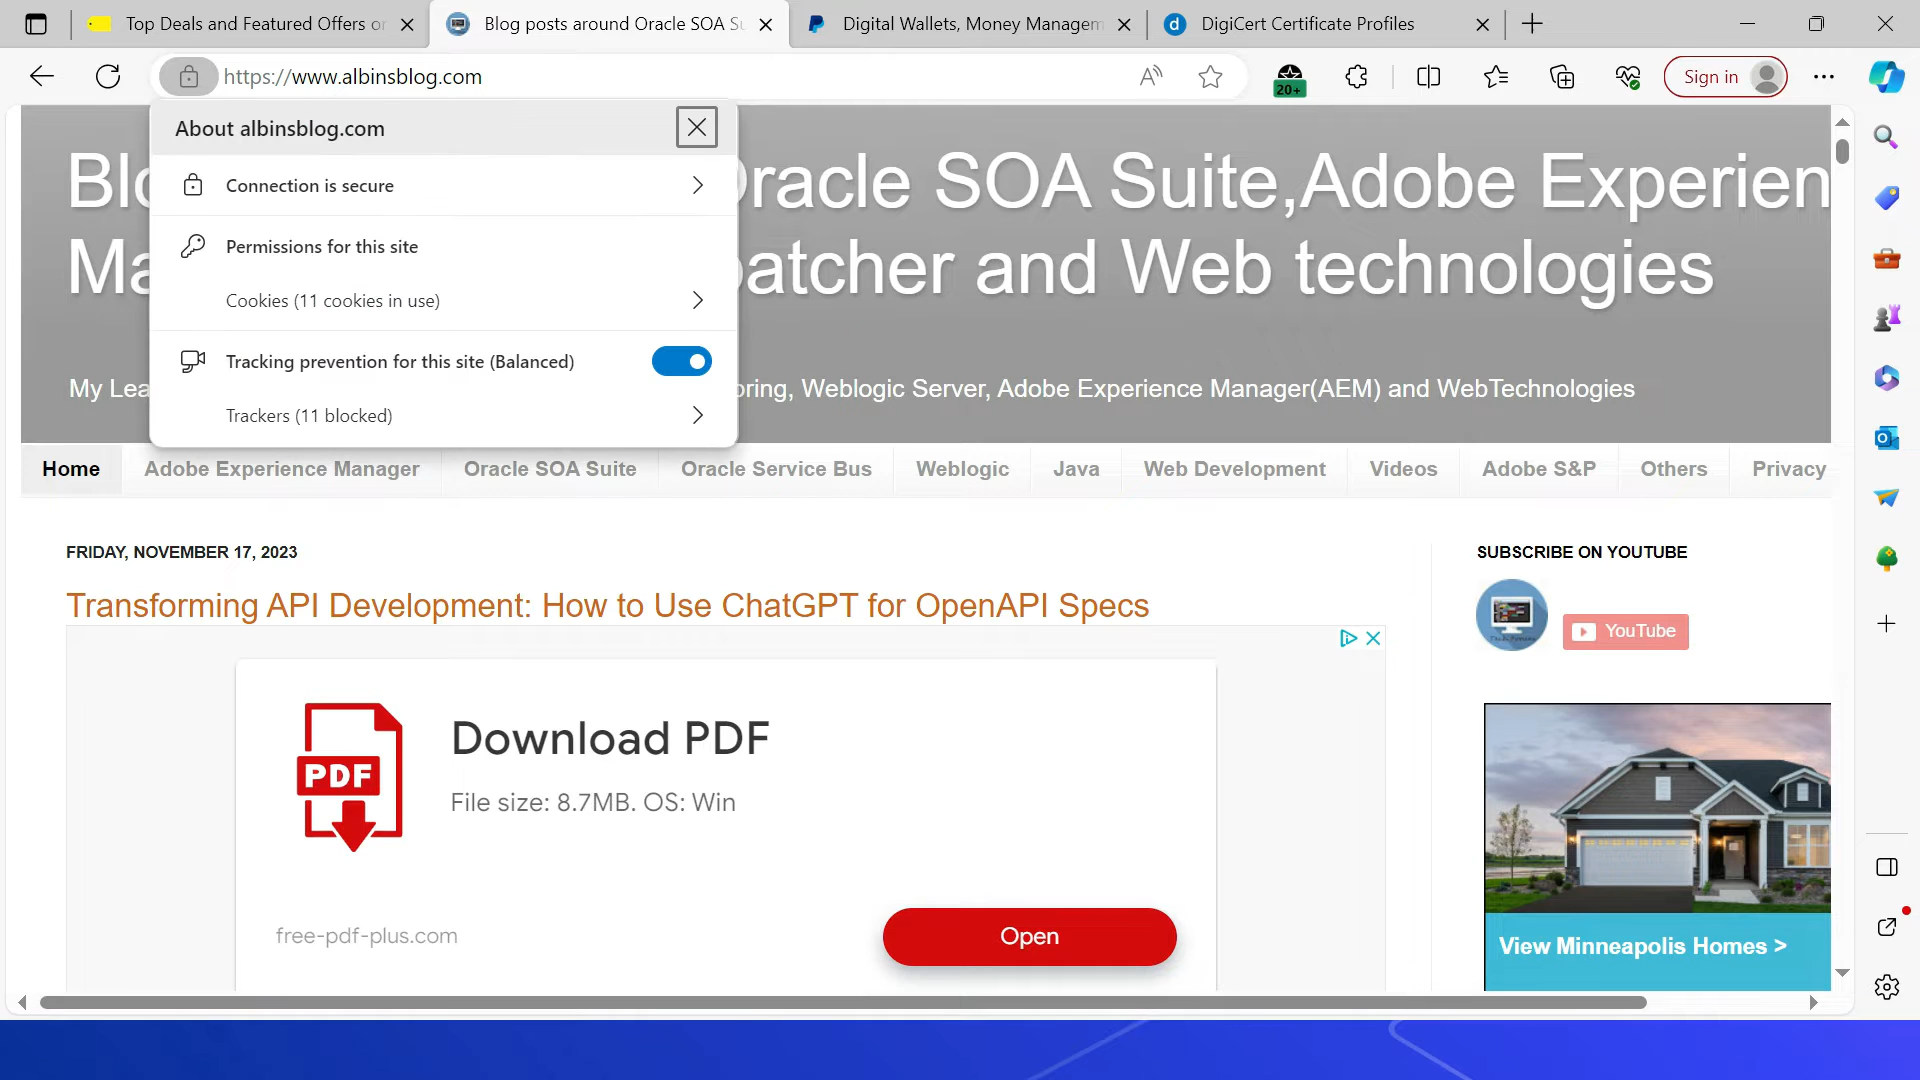 Top Deals and Featured Offers or
Blog posts around Oracle SOA Su
Digital Wallets, Money Managem
DigiCert Certificate Profiles
https://www.albinsblog.com
20+
Sign in
About albinsblog.com
Connection is secure
Permissions for this site
Cookies (11 cookies in use)
Tracking prevention for this site (Balanced)
Trackers (11 blocked)
Blo racle SOA Suite,Adobe Experien
Ma patcher and Web technologies
My Lea oring, Weblogic Server, Adobe Experience Manager(AEM) and WebTechnologies
Home Adobe Experience Manager Oracle SOA Suite Oracle Service Bus Weblogic Java Web Development Videos Adobe S&P Others Privacy
FRIDAY, NOVEMBER 17, 2023
Transforming API Development: How to Use ChatGPT for OpenAPI Specs
PDF
Download PDF
File size: 8.7MB. OS: Win
free-pdf-plus.com
Open
SUBSCRIBE ON YOUTUBE
YouTube
View Minneapolis Homes >